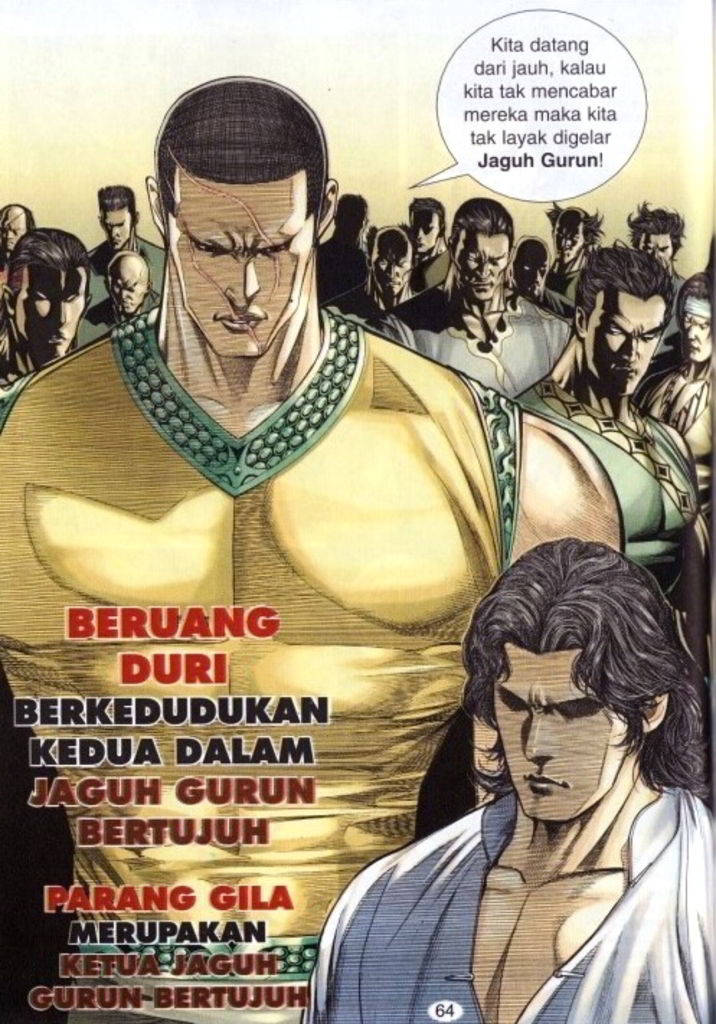 Kita datang
dari jauh, kalau
kita tak mencabar
mereka maka kita
tak layak digelar
Jaguh Gurun!
BERUANG
DURI
BERKEDUDUKAN
KEDUA DALAM
JAGUH GURUN
BERTUJUH
PARANG GILA
MERUPAKAN
KETUA JAGUH
GURUN BERTUJUH
64